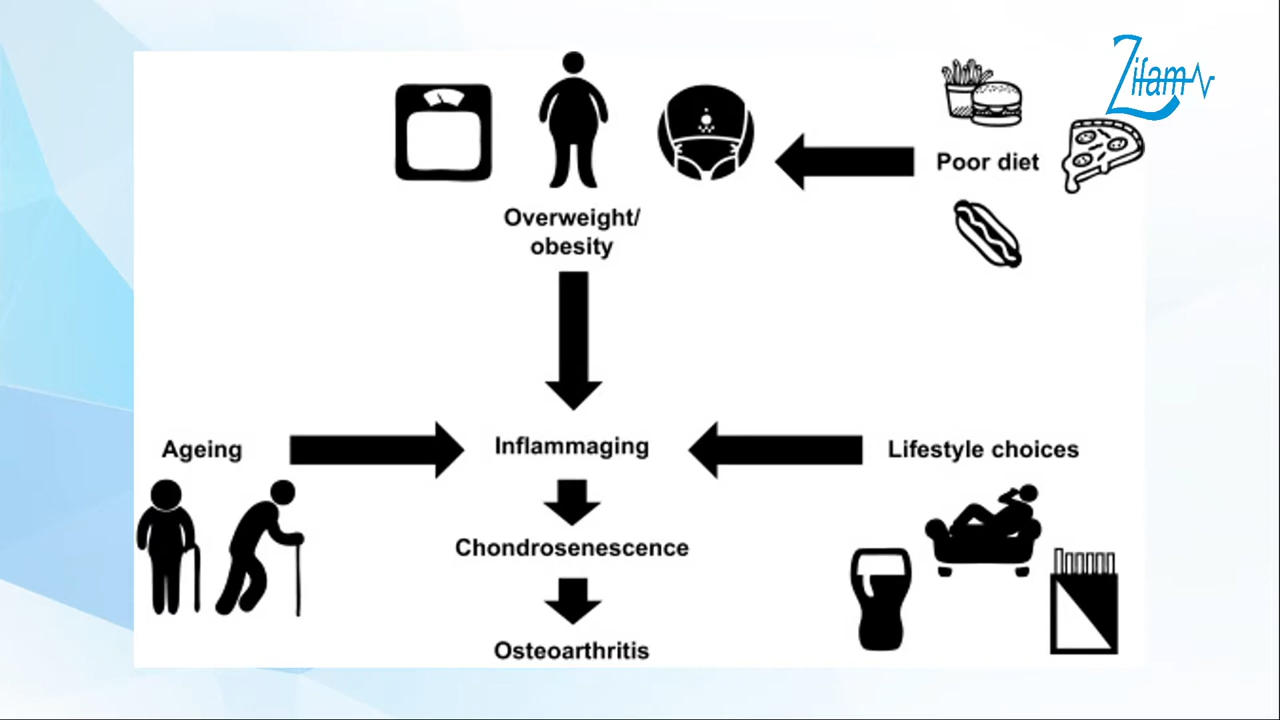 Zifam
Poor diet
Overweight/
obesity
Ageing
Inflammaging
Lifestyle choices
Chondrosenescence
Osteoarthritis